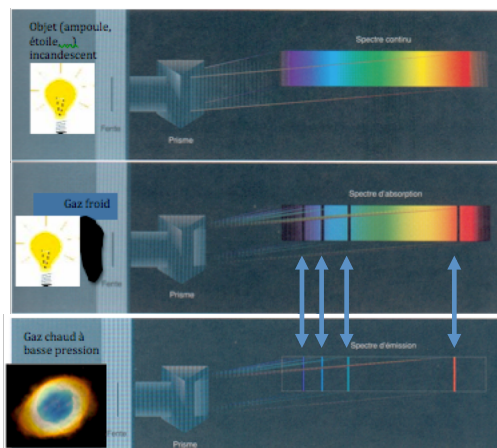 Objet (ampoule,
étoile,...)
incandescent
Spectre continu
Fente
Prisme
Gaz froid
Spectre d'absorption
Prisme
Gaz chaud à
basse pression
Spectre d'émission
Prisme